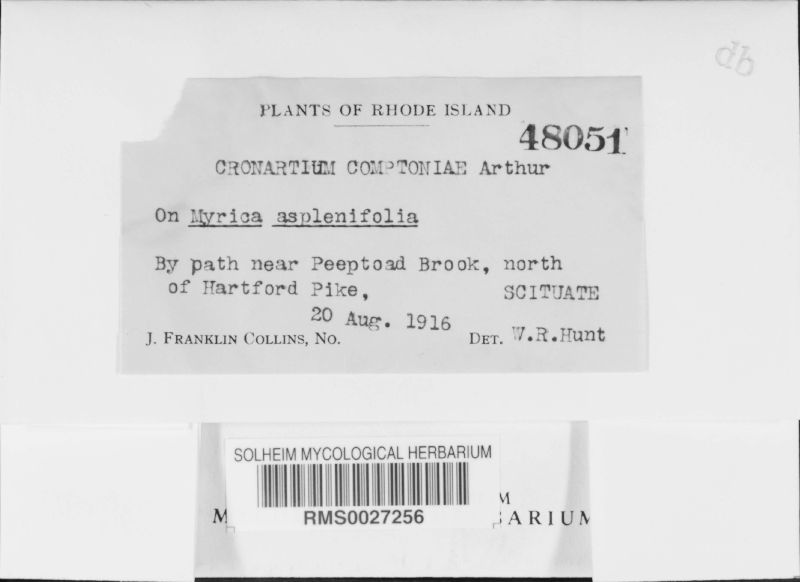 db
PLANTS OF RHODE ISLAND
48051
CRONARTIUM COMPTONIAE Arthur
On Myrica asplenifolia
By path near Peeptoad Brook, north
of Hartford Pike, SCITUATE
20 Aug. 1916
J. FRANKLIN COLLINS, NO. DET. W.R.Hunt
SOLHEIM MYCOLOGICAL HERBARIUM
RMS0027256